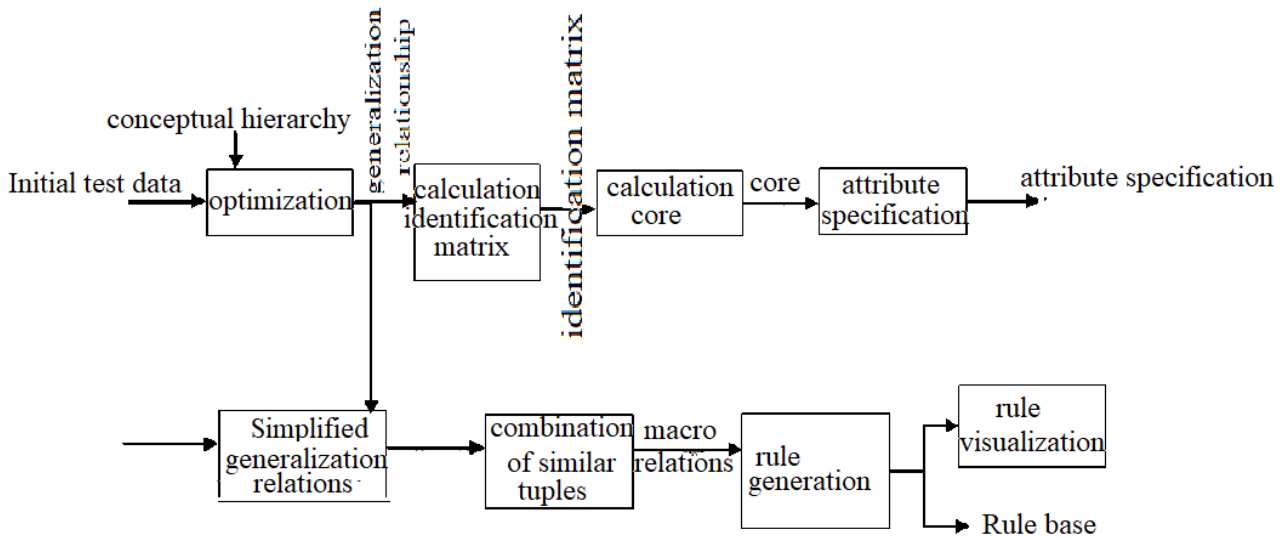 generalization
relationship
identification matrix
conceptual hierarchy
Initial test data
optimization
calculation
identification
matrix
calculation
core
core
attribute
specification
attribute specification
Simplified
generalization
relations
combination
of similar
tuples
macro
relations
rule
generation
rule
visualization
Rule base